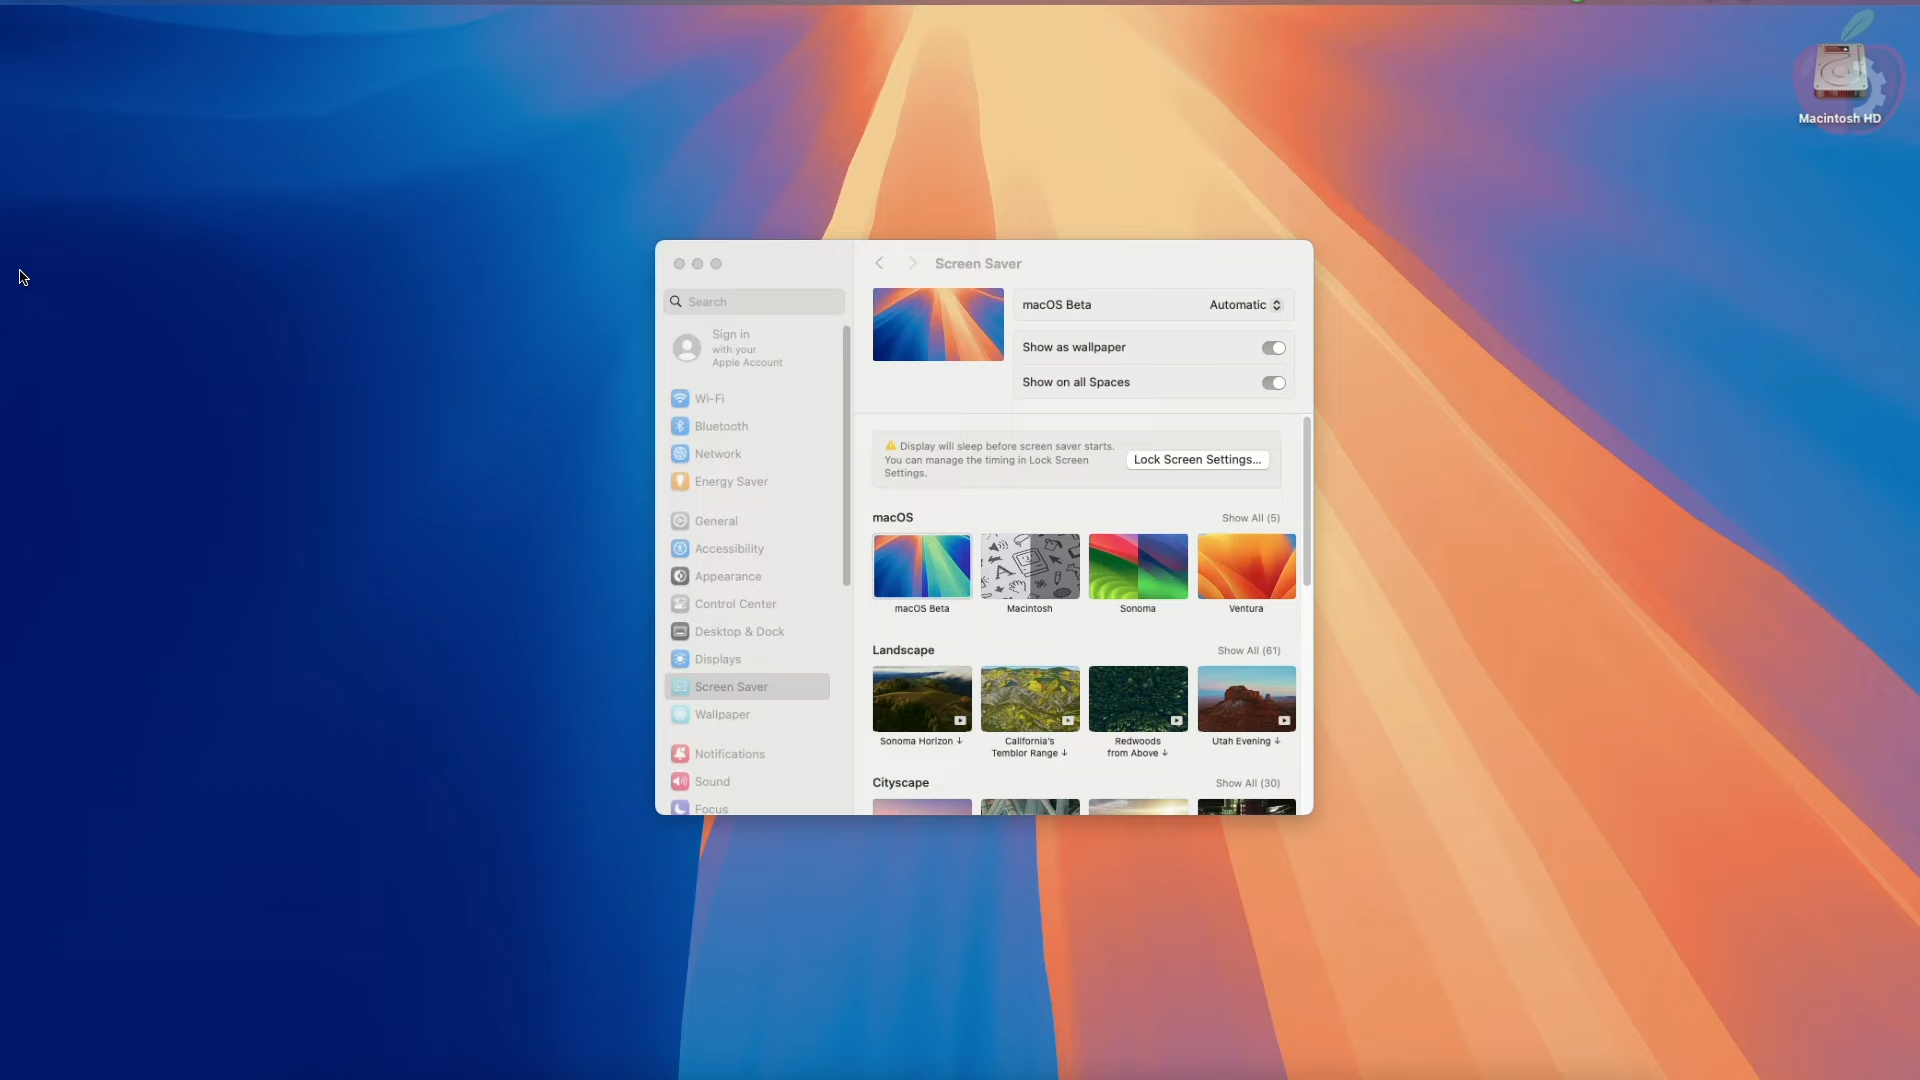 Macintosh HD
Screen Saver
Search
Sign in
with your
Apple Account
Wi-Fi
Bluetooth
Network
Energy Saver
General
Accessibility
Appearance
Control Center
Desktop & Dock
Displays
Screen Saver
Wallpaper
Notifications
Sound
Focus
macOS Beta
Automatic
Show as wallpaper
Show on all Spaces
Display will sleep before screen saver starts.
You can manage the timing in Lock Screen
Settings.
Lock Screen Settings...
macOS
Show All (5)
macOS Beta
Macintosh
Sonoma
Ventura
Landscape
Show All (61)
Sonoma Horizon ↓
California's
Temblor Range ↓
Redwoods
from Above ↓
Utah Evening ↓
Cityscape
Show All (30)